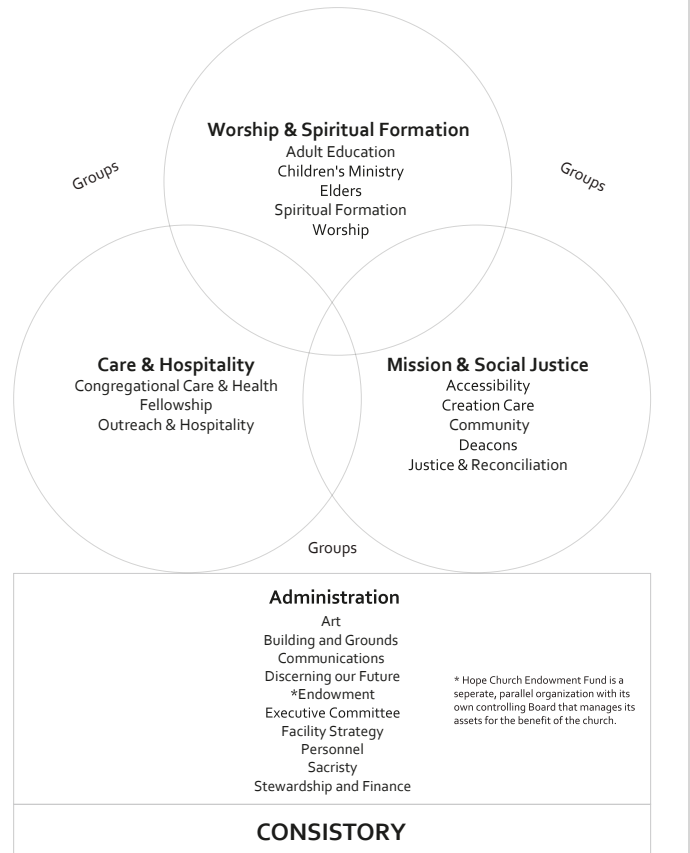 Worship & Spiritual Formation
Adult Education
Children's Ministry
Elders
Spiritual Formation
Worship
Groups
Groups
Care & Hospitality
Congregational Care & Health
Fellowship
Outreach & Hospitality
Mission & Social Justice
Accessibility
Creation Care
Community
Deacons
Justice & Reconciliation
Groups
Administration
Art
Building and Grounds
Communications
Discerning our Future
*Endowment
Executive Committee
Facility Strategy
Personnel
Sacristy
Stewardship and Finance
* Hope Church Endowment Fund is a
seperate, parallel organization with its
own controlling Board that manages its
assets for the benefit of the church.
CONSISTORY